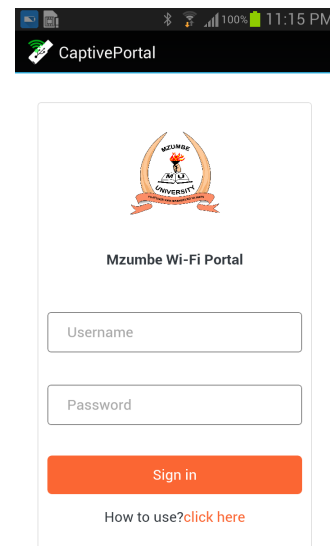 100% 11:15 PM
CaptivePortal
MZUMBE
M U
UNIVERSITY
Mzumbe Wi-Fi Portal
Username
Password
Sign in
How to use?click here